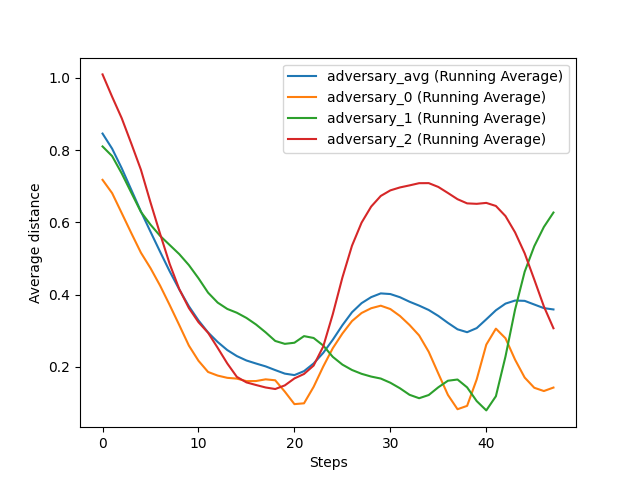 adversary_avg (Running Average)
adversary_0 (Running Average)
adversary_1 (Running Average)
adversary_2 (Running Average)
1.0
0.8
0.6
0.4
0.2
Average distance
0
10
20
30
40
Steps